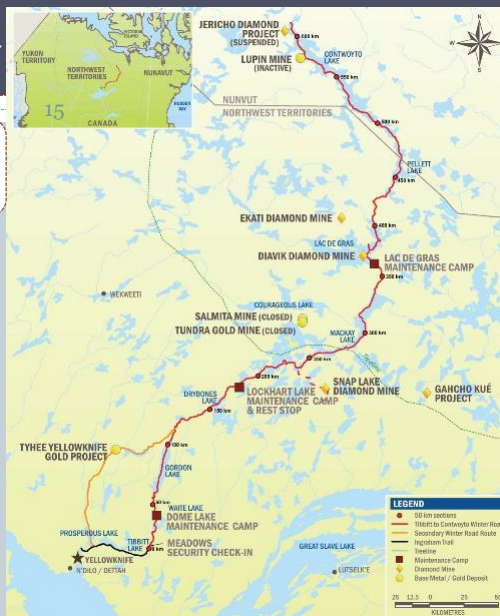 YUKON
TERRITORY
NORTHWEST
TERRITORIES
NUNAVUT
HUDSON
BAY
15
CANADA
JERICHO DIAMOND
PROJECT
(SUSPENDED)
600 km
CONTWOYTO
LAKE
LUPIN MINE
(INACTIVE)
550 km
N
NUNVUT
NORTHWEST TERRITORIES
500 km
PELLETT
LAKE
450 km
EKATI DIAMOND MINE
400 km
LAC DE GRAS
DIAVIK DIAMOND MINE
LAC DE GRAS
MAINTENANCE CAMP
WEKWEETI
COURAGEOUS LAKE
SALMITA MINE (CLOSED)
TUNDRA GOLD MINE (CLOSED)
MACKAY
LAKE
300 km
Treeline
200 km
SNAP LAKE
DIAMOND MINE
LOCKHART LAKE
MAINTENANCE CAMP
& REST STOP
GAHCHO KUÉ
PROJECT
DRYBONES
LAKE
150 km
TYHEE YELLOWKNIFE
GOLD PROJECT
100 km
GORDON
LAKE
50 km
WAITE LAKE
DOME LAKE
MAINTENANCE CAMP
PROSPEROUS LAKE
TIBBITT
LAKE
0 km
MEADOWS
SECURITY CHECK-IN
YELLOWKNIFE
N'DILO / DETTAH
GREAT SLAVE LAKE
LUTSELK'E
LEGEND
50 km sections
Tibbitt to Contwoyto Winter Road
Secondary Winter Road Route
Ingraham Trail
Treeline
Maintenance Camp
Diamond Mine
Base Metal / Gold Deposit
25 12.5 0 25 50
KILOMETRES